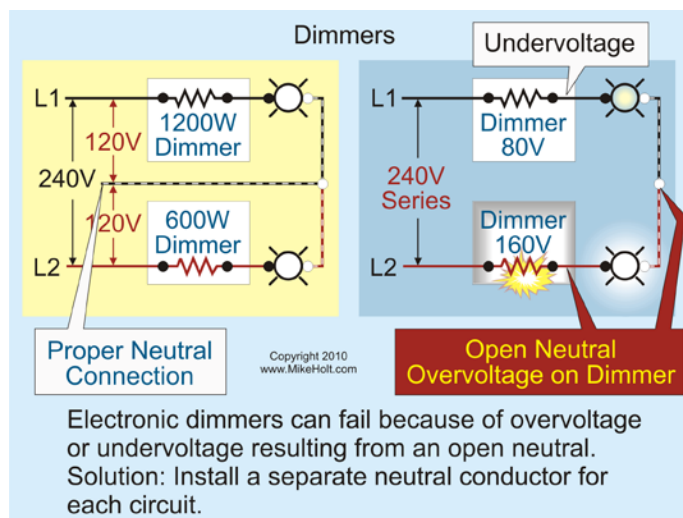 Dimmers
Undervoltage
L1
120V
1200W
Dimmer
240V
120V
600W
Dimmer
L2
Proper Neutral
Connection
L1
Dimmer
80V
240V
Series
Dimmer
160V
L2
Open Neutral
Overvoltage on Dimmer
Copyright 2010
www.MikeHolt.com
Electronic dimmers can fail because of overvoltage
or undervoltage resulting from an open neutral.
Solution: Install a separate neutral conductor for
each circuit.